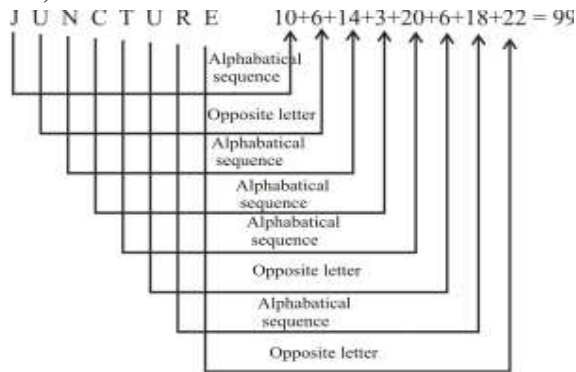 J U N C T U R E 10+6+14+3+20+6+18+22 = 99
Alphabatical
sequence
Opposite letter
Alphabatical
sequence
Alphabatical
sequence
Alphabatical
sequence
Opposite letter
Alphabatical
sequence
Opposite letter